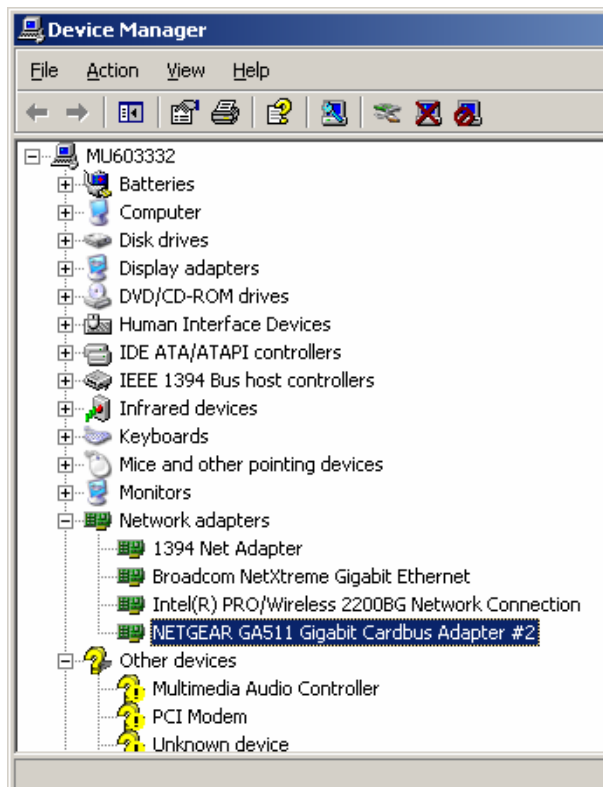 Device Manager
File Action View Help
MU603332
Batteries
Computer
Disk drives
Display adapters
DVD/CD-ROM drives
Human Interface Devices
IDE ATA/ATAPI controllers
IEEE 1394 Bus host controllers
Infrared devices
Keyboards
Mice and other pointing devices
Monitors
Network adapters
1394 Net Adapter
Broadcom NetXtreme Gigabit Ethernet
Intel(R) PRO/Wireless 2200BG Network Connection
NETGEAR GA511 Gigabit Cardbus Adapter #2
Other devices
Multimedia Audio Controller
PCI Modem
Unknown device